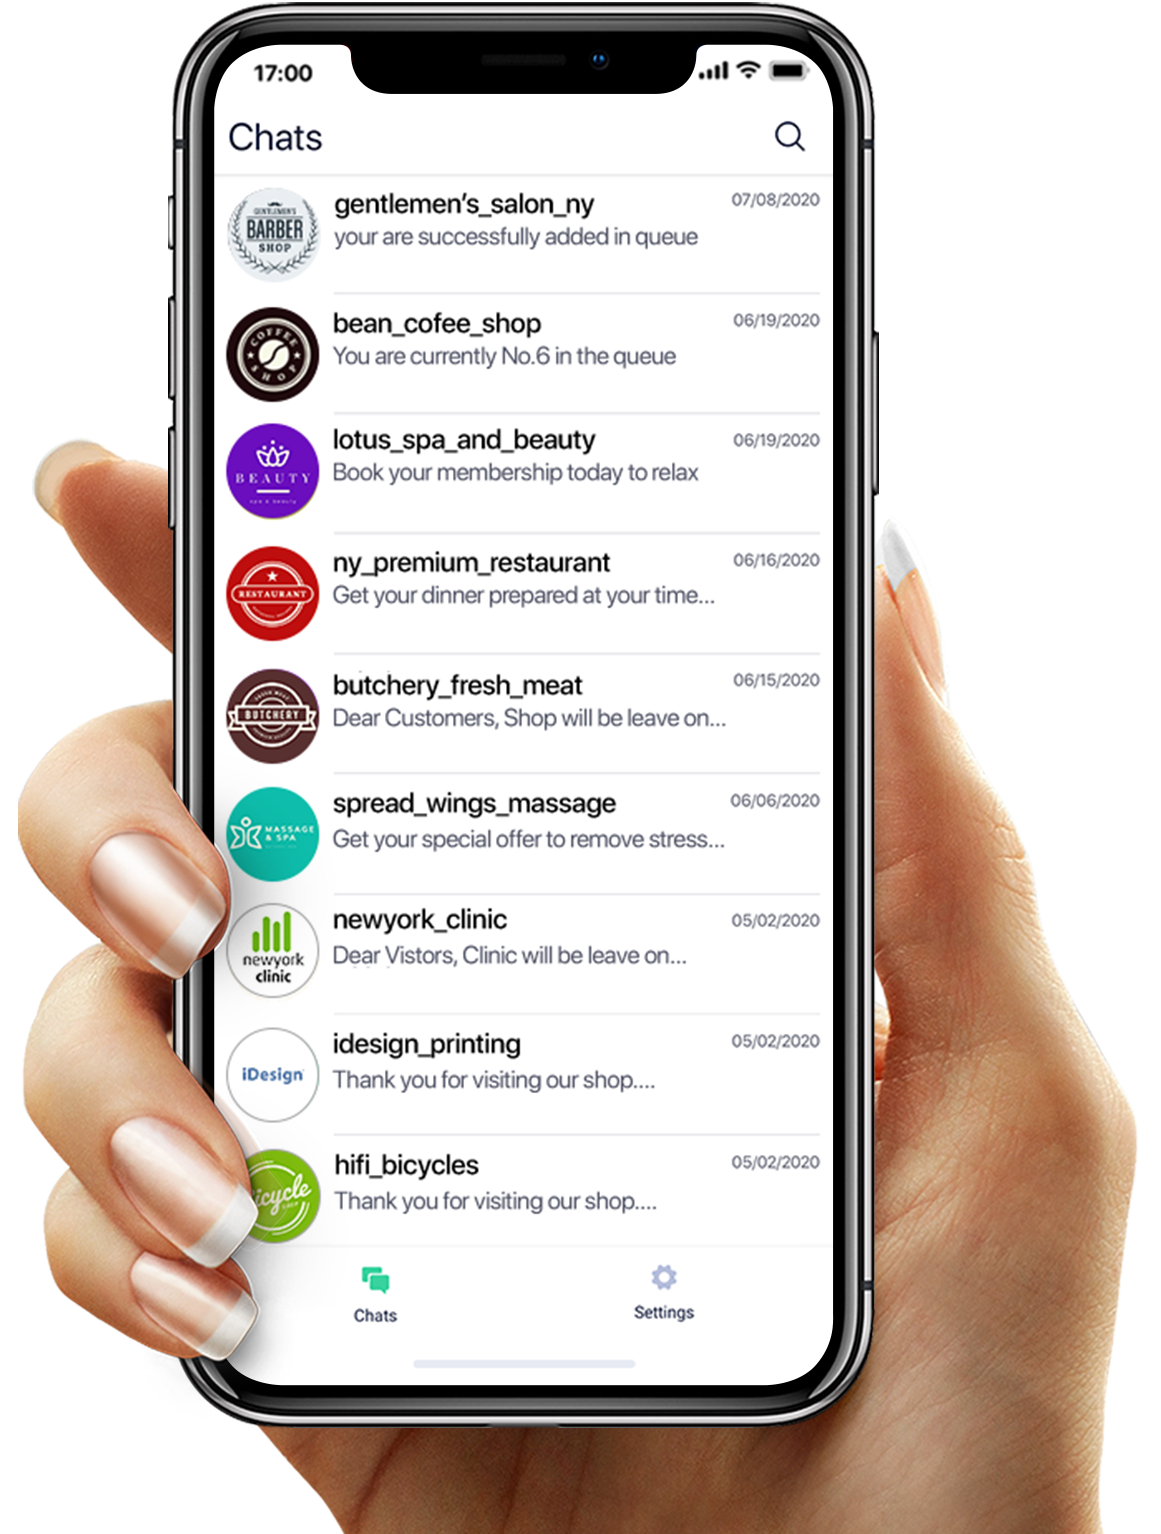 17:00
Chats
GENTLEMEN'S
BARBER
SHOP
gentlemen's_salon_ny
07/08/2020
your are successfully added in queue
COFFEE
SHOP
bean_cofee_shop
06/19/2020
You are currently No.6 in the queue
BEAUTY
spa & beauty
lotus_spa_and_beauty
06/19/2020
Book your membership today to relax
RESTAURANT
ny_premium_restaurant
06/16/2020
Get your dinner prepared at your time...
FRESH MEAT
BUTCHERY
butchery_fresh_meat
06/15/2020
Dear Customers, Shop will be leave on...
MASSAGE
& SPA
spread_wings_massage
06/06/2020
Get your special offer to remove stress...
newyork
clinic
newyork_clinic
05/02/2020
Dear Vistors, Clinic will be leave on...
iDesign
idesign_printing
05/02/2020
Thank you for visiting our shop....
icycle
hifi_bicycles
05/02/2020
Thank you for visiting our shop....
Chats
Settings